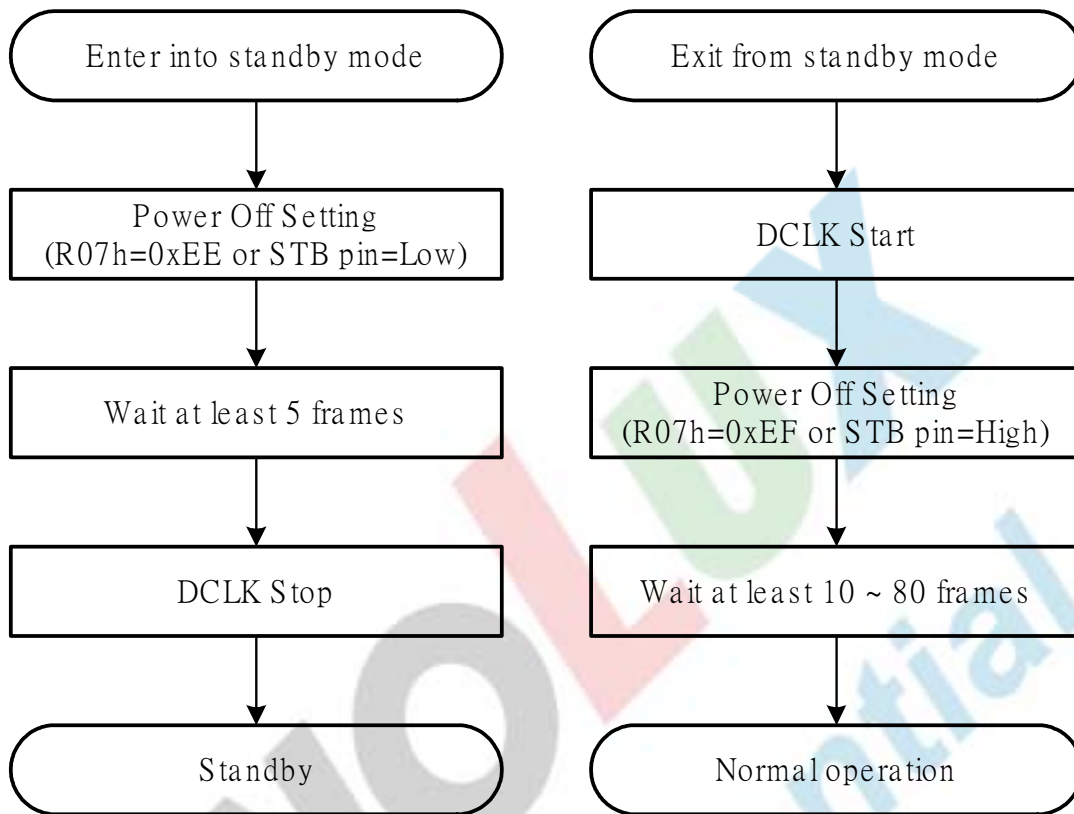 Enter into standby mode
Power Off Setting
(R07h=0xEE or STB pin=Low)
Wait at least 5 frames
DCLK Stop
Standby
Exit from standby mode
DCLK Start
Power Off Setting
(R07h=0xEF or STB pin=High)
Wait at least 10 ~ 80 frames
Normal operation